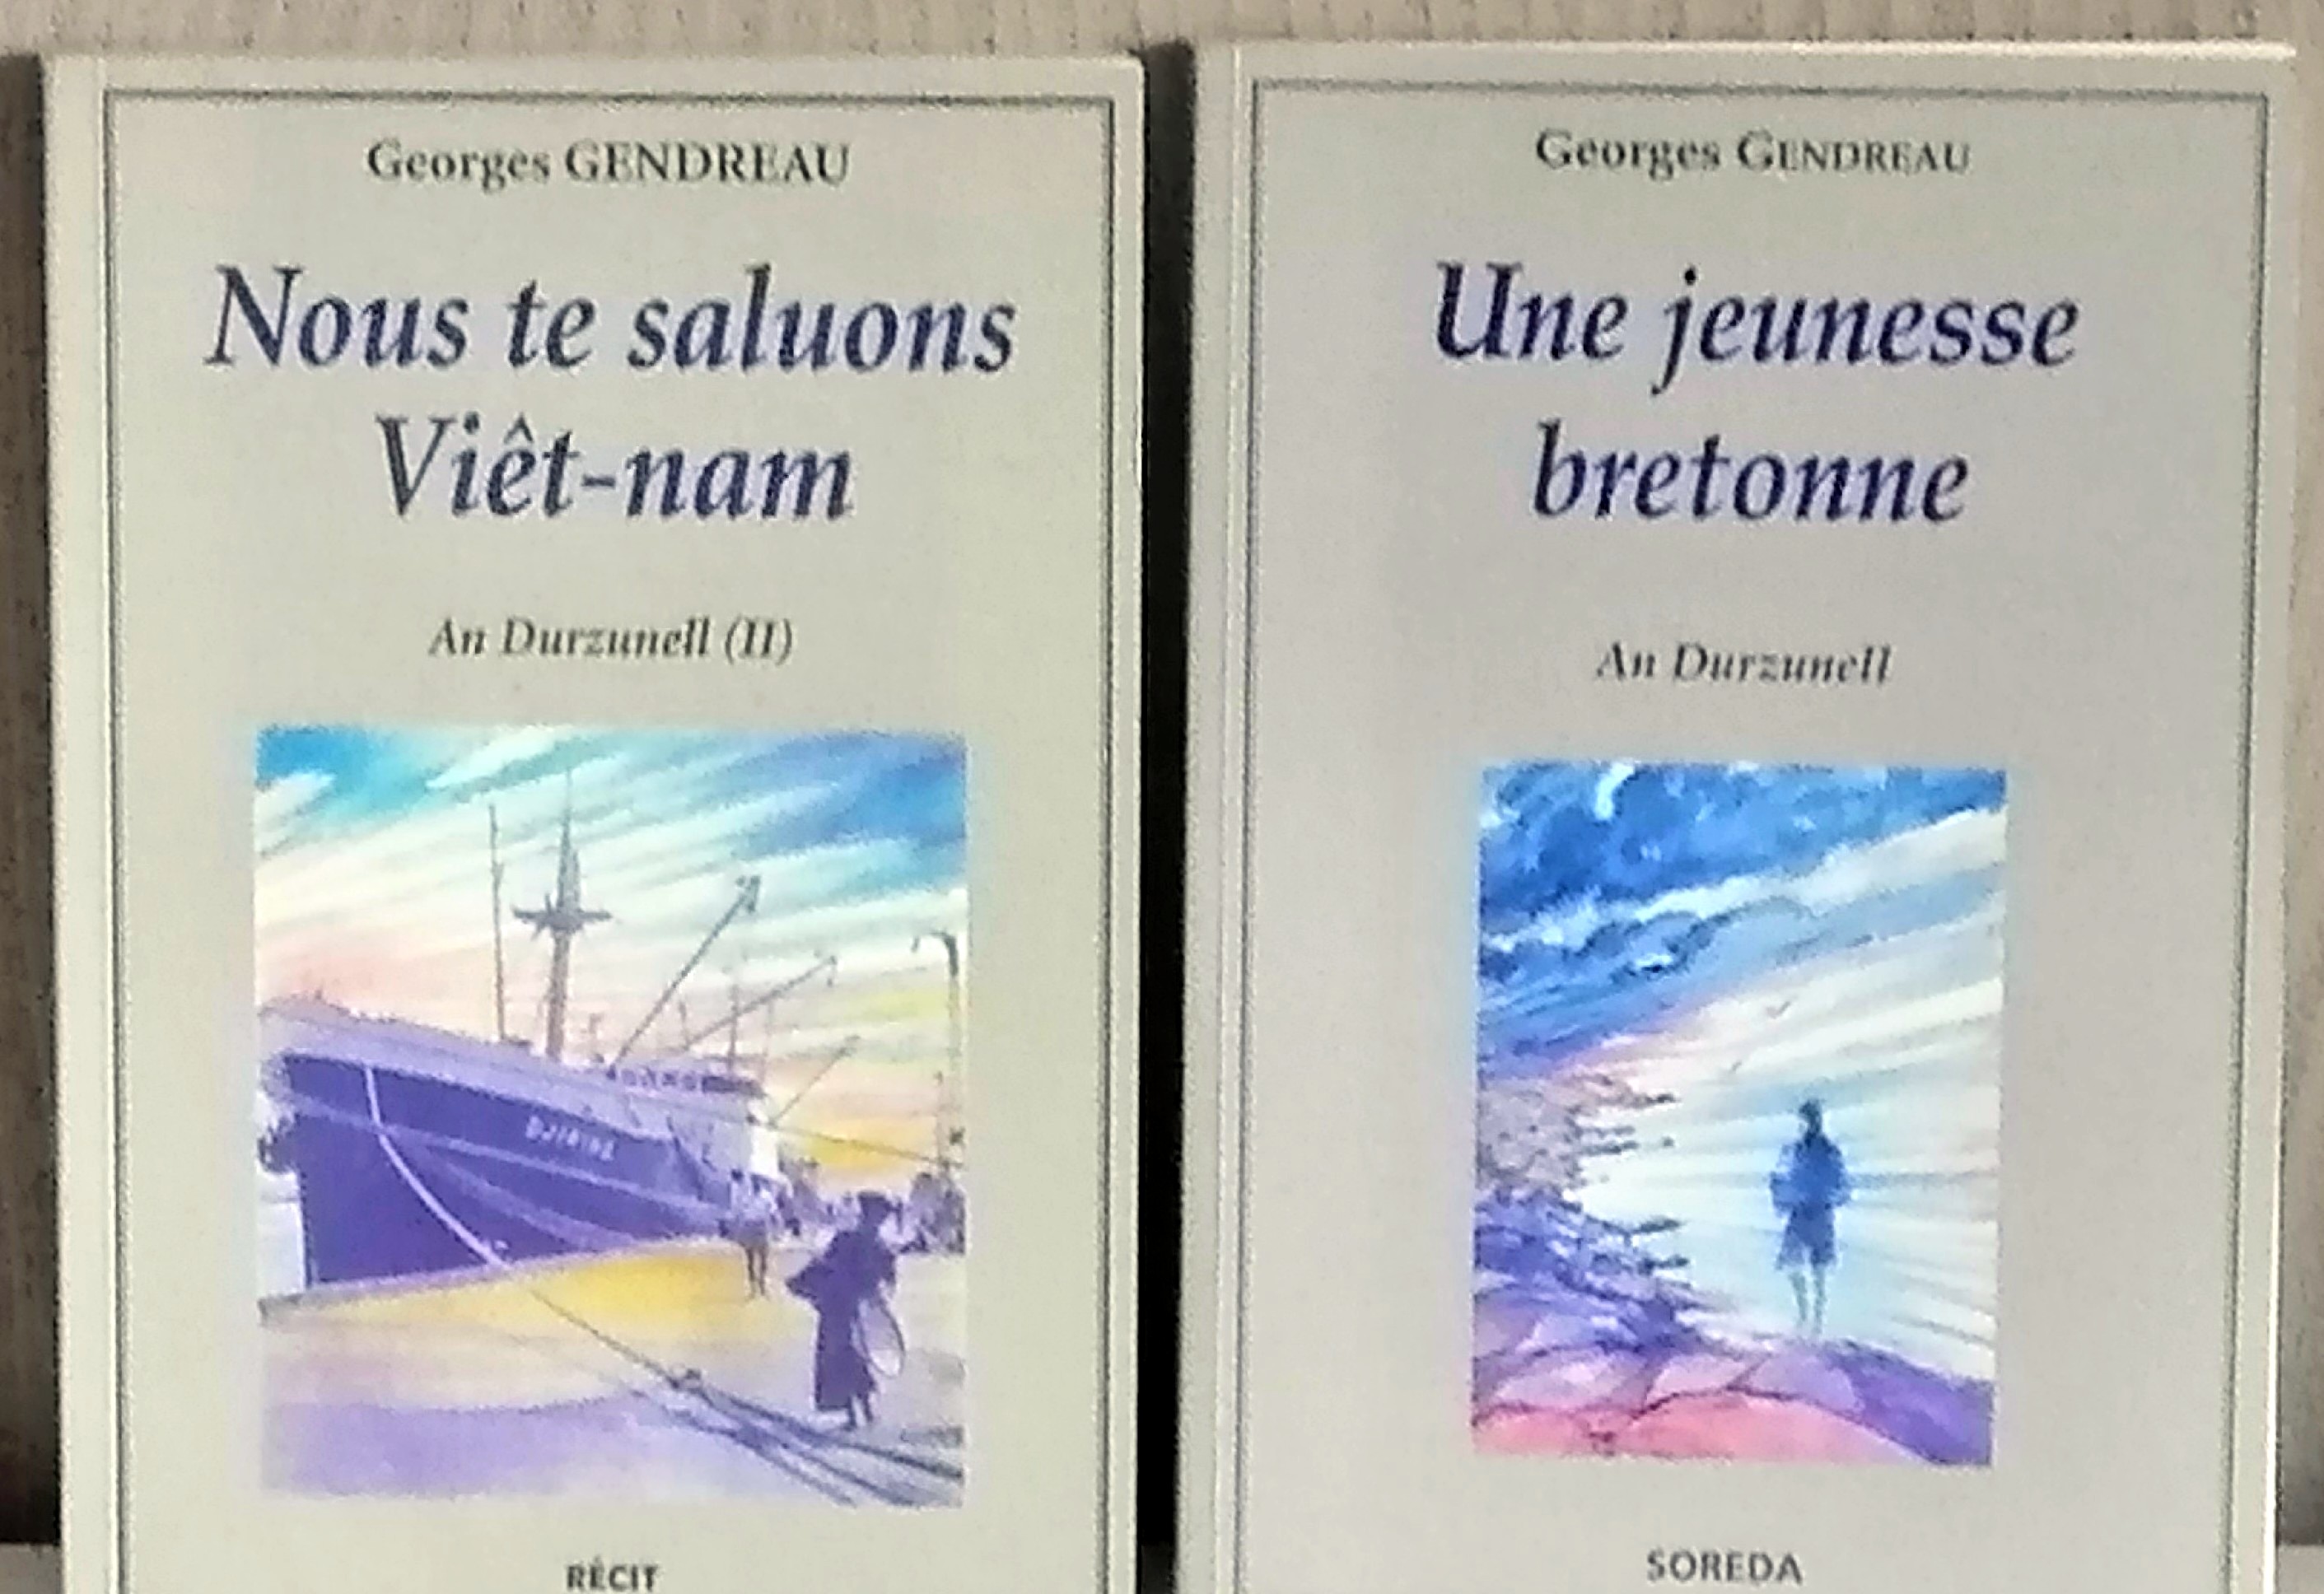 Georges GENDREAU
Nous te saluons
Viêt-nam
An Durzunell (II)
RÉCIT
Georges GENDREAU
Une jeunesse
bretonne
An Durzunell
SOREDA